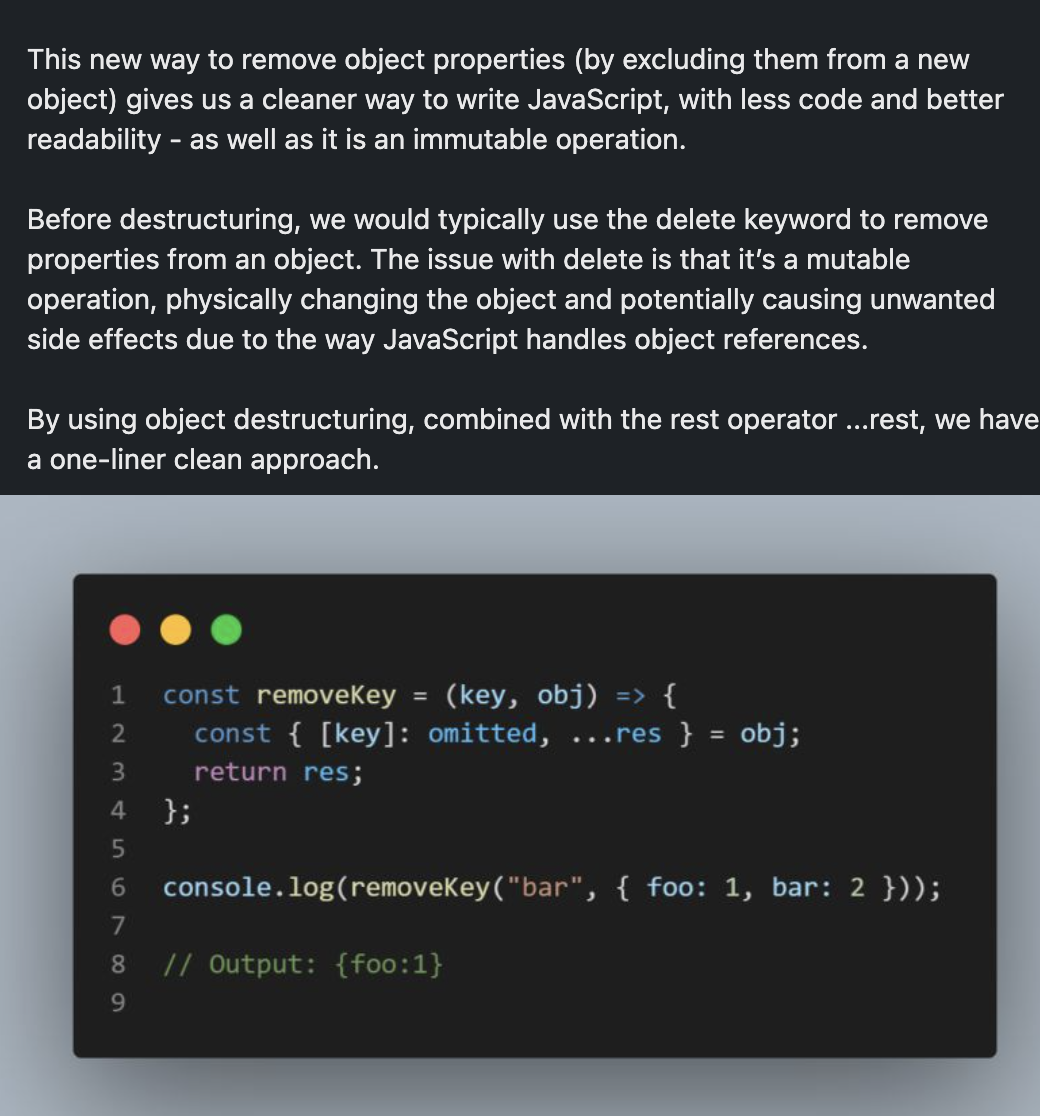 This new way to remove object properties (by excluding them from a new
object) gives us a cleaner way to write JavaScript, with less code and better
readability - as well as it is an immutable operation.
Before destructuring, we would typically use the delete keyword to remove
properties from an object. The issue with delete is that it’s a mutable
operation, physically changing the object and potentially causing unwanted
side effects due to the way JavaScript handles object references.
By using object destructuring, combined with the rest operator ...rest, we have
a one-liner clean approach.
1 const removeKey = (key, obj) => {
2   const { [key]: omitted, ...res } = obj;
3   return res;
4 };
5
6 console.log(removeKey("bar", { foo: 1, bar: 2 }));
7
8 // Output: {foo:1}
9